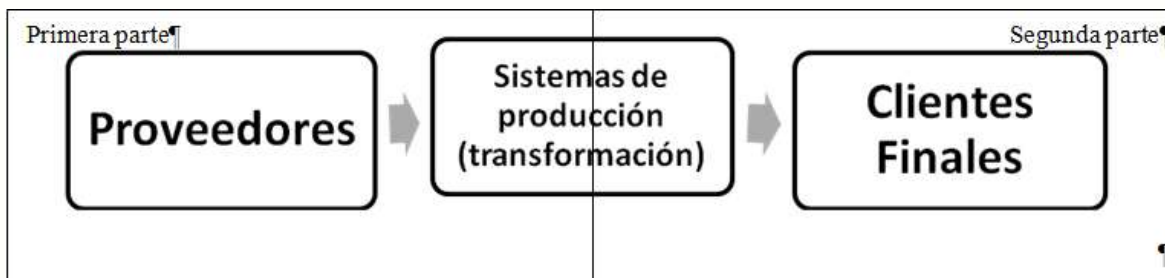 Primera parte¶
Segunda parte¶
Proveedores
Sistemas de
producción
(transformación)
Clientes
Finales
¶